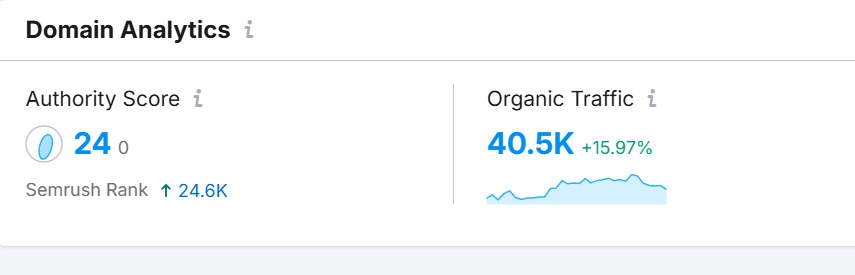 Domain Analytics i
Authority Score i
24 0
Semrush Rank ↑ 24.6K
Organic Traffic i
40.5K +15.97%